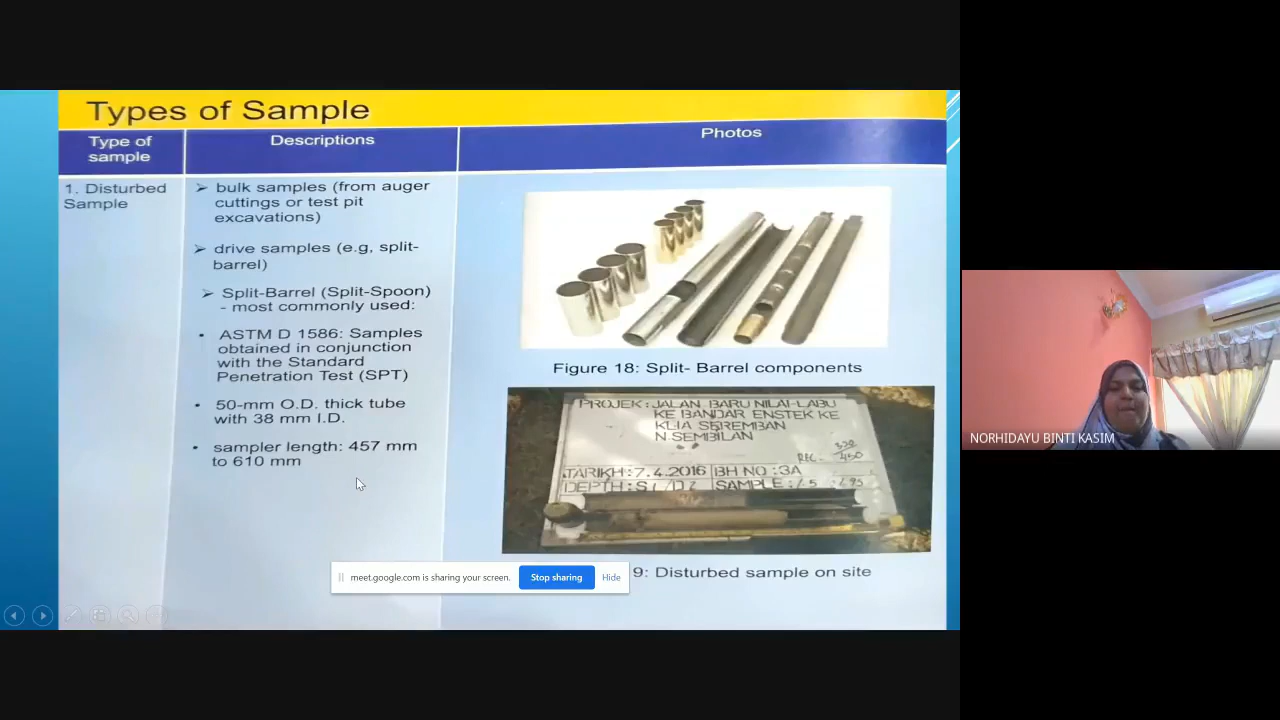 Types of Sample
Type of
sample
Descriptions
Photos
1. Disturbed
Sample
➢ bulk samples (from auger
cuttings or test pit
excavations)
➢ drive samples (e.g, split-
barrel)
➢ Split-Barrel (Split-Spoon)
- most commonly used:
• ASTM D 1586: Samples
obtained in conjunction
with the Standard
Penetration Test (SPT)
• 50-mm O.D. thick tube
with 38 mm I.D.
• sampler length: 457 mm
to 610 mm
Figure 18: Split- Barrel components
PROJEK: JALAN BARU NILAI-LABU
KE BANDAR ENSTEK KE
KLIA SEREMBAN
N.SEMBILAN
REC 450
TARIKH: 7.4.2016 BH NO: 3A
DEPTH: SAMPLE:
9: Disturbed sample on site
meet.google.com is sharing your screen.
Stop sharing
Hide
NORHIDAYU BINTI KASIM